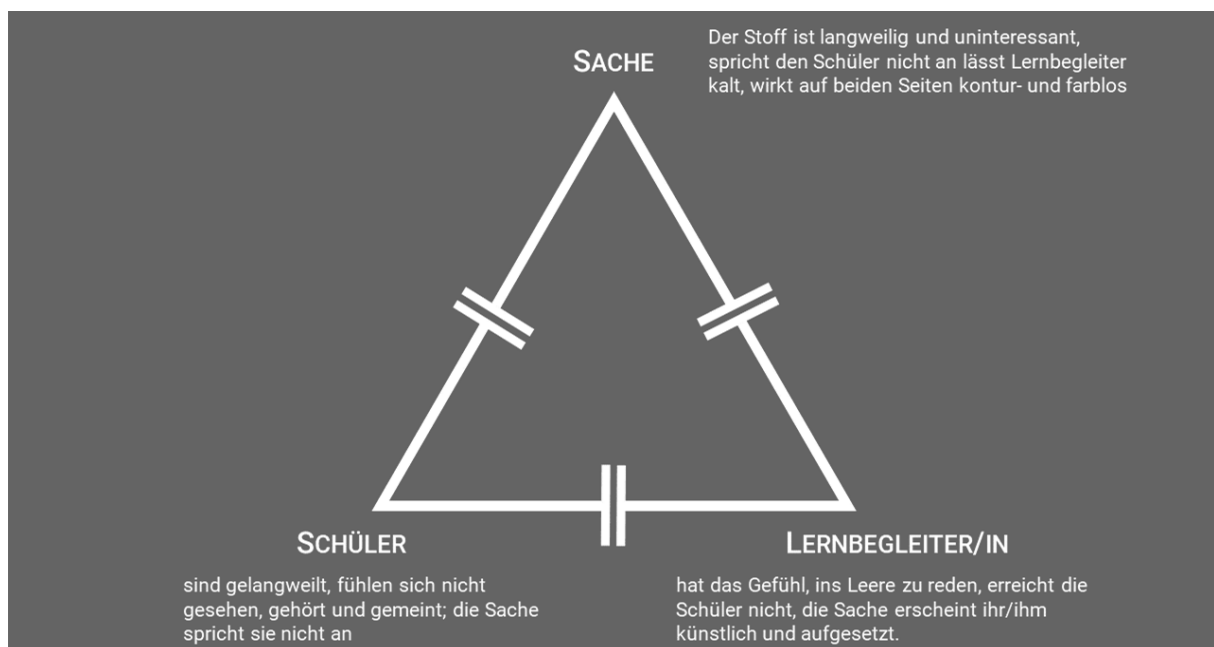 SACHE
Der Stoff ist langweilig und uninteressant,
spricht den Schüler nicht an lässt Lernbegleiter
kalt, wirkt auf beiden Seiten kontur- und farblos
SCHÜLER
sind gelangweilt, fühlen sich nicht
gesehen, gehört und gemeint; die Sache
spricht sie nicht an
LERNBEGLEITER/IN
hat das Gefühl, ins Leere zu reden, erreicht die
Schüler nicht, die Sache erscheint ihr/ihm
künstlich und aufgesetzt.